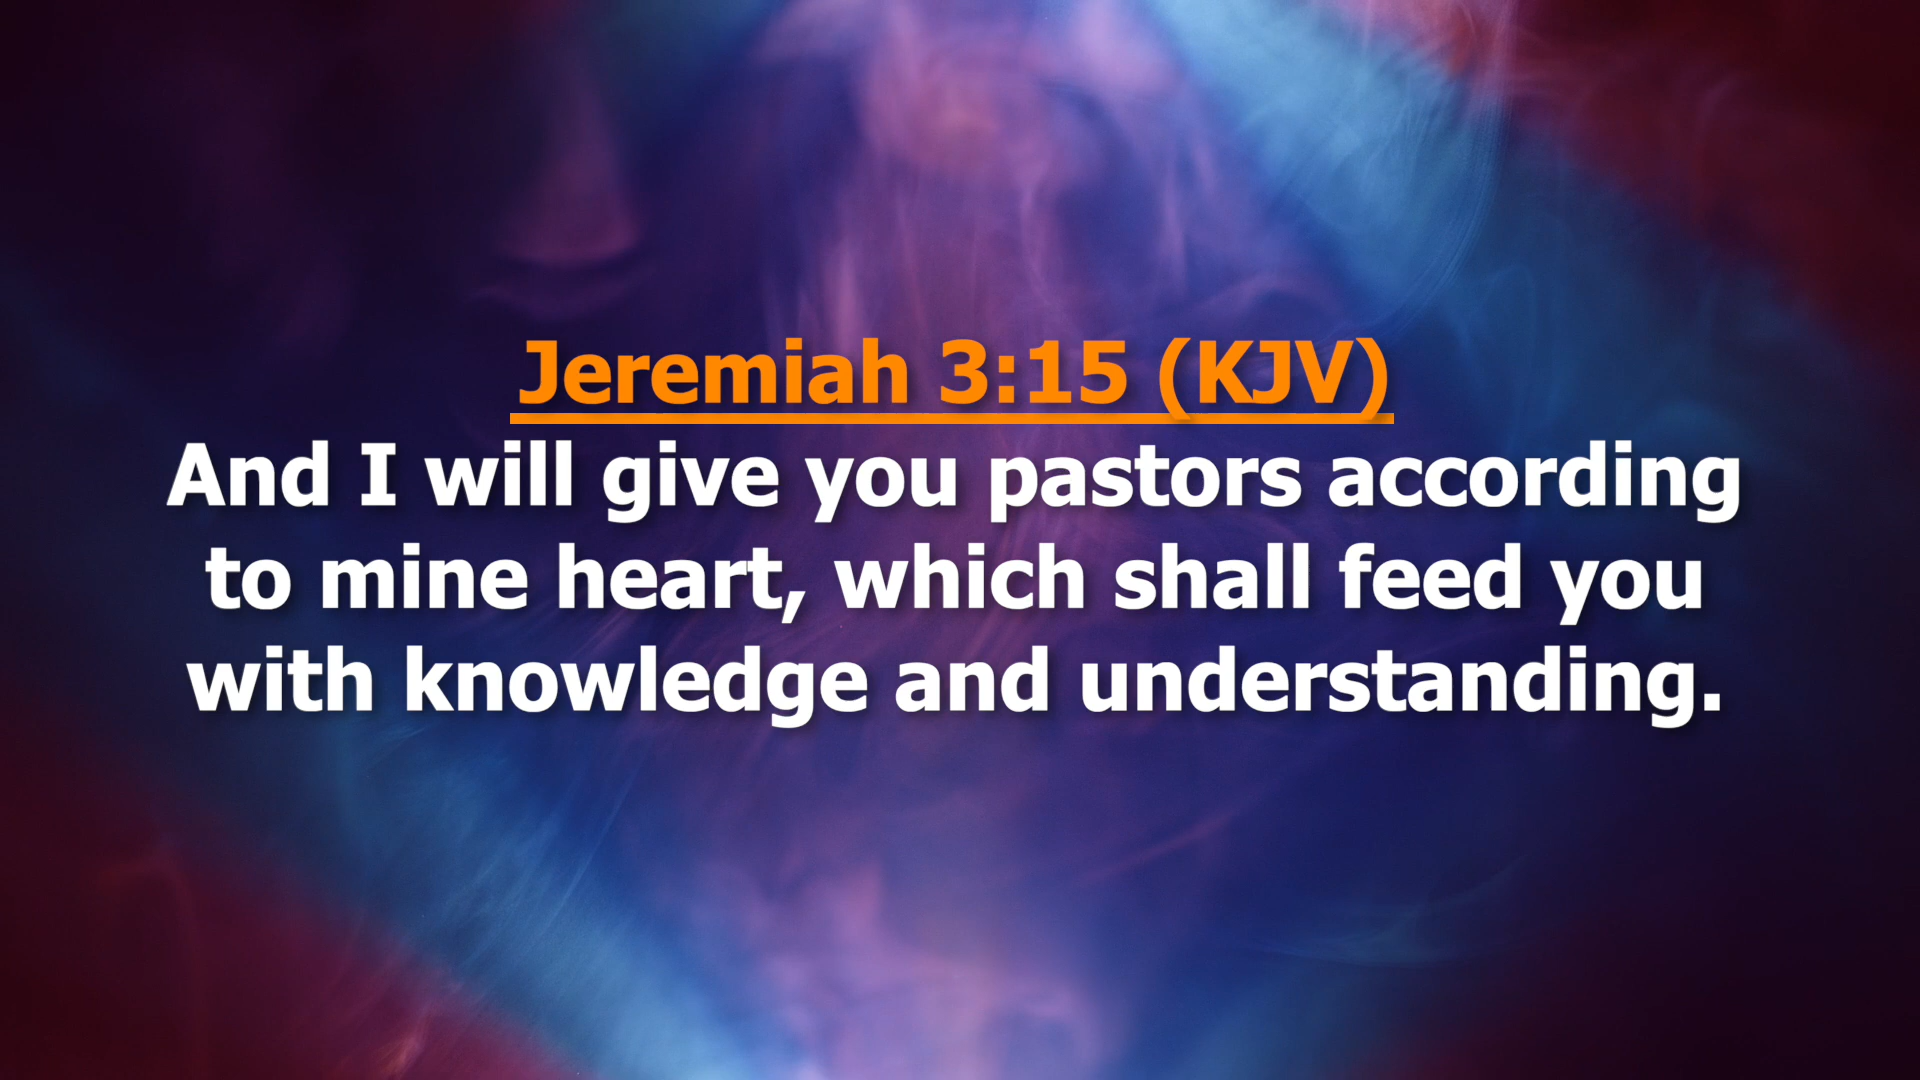 Jeremiah 3:15 (KJV)
And I will give you pastors according
to mine heart, which shall feed you
with knowledge and understanding.